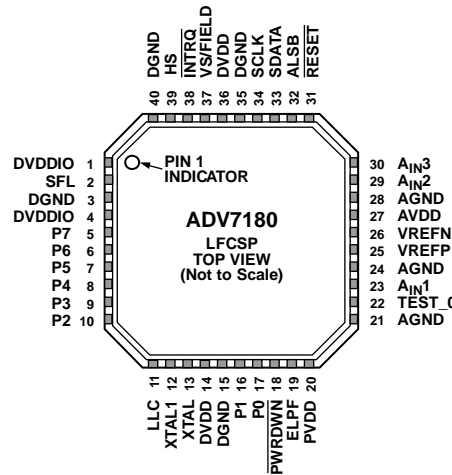 DGND
HS
INTRQ
VS/FIELD
DVDD
DGND
SCLK
SDATA
ALSB
RESET
40 39 38 37 36 35 34 33 32 31
DVDDIO 1
SFL 2
DGND 3
DVDDIO 4
P7 5
P6 6
P5 7
P4 8
P3 9
P2 10
PIN 1
INDICATOR
ADV7180
LFCSP
TOP VIEW
(Not to Scale)
30 AIN3
29 AIN2
28 AGND
27 AVDD
26 VREFN
25 VREFP
24 AGND
23 AIN1
22 TEST_0
21 AGND
11 12 13 14 15 16 17 18 19 20
LLC
XTAL1
XTAL
DVDD
DGND
P1
P0
PWRDWN
ELPF
PVDD